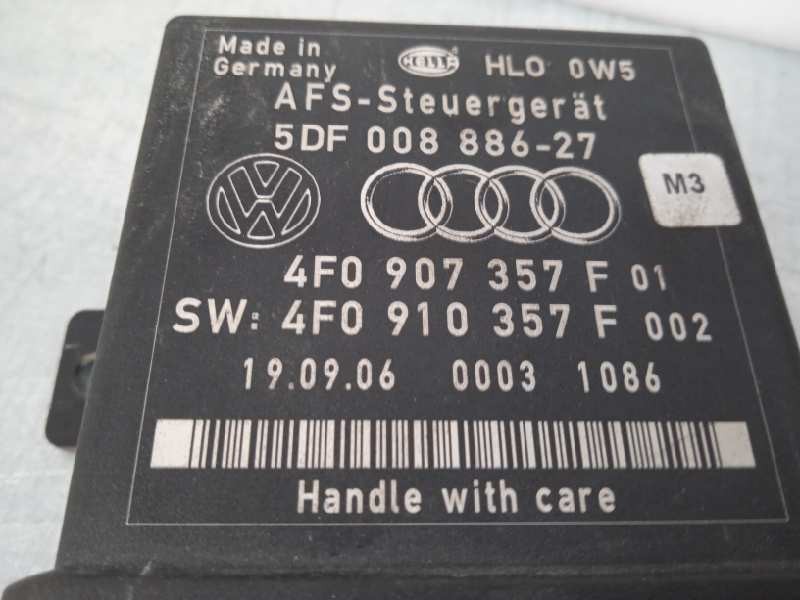 Made in
Germany
HELLA
HLO 0W5
AFS-Steuergerät
5DF 008 886-27
M3
4F0 907 357 F 01
SW: 4F0 910 357 F 002
19.09.06 0003 1086
Handle with care